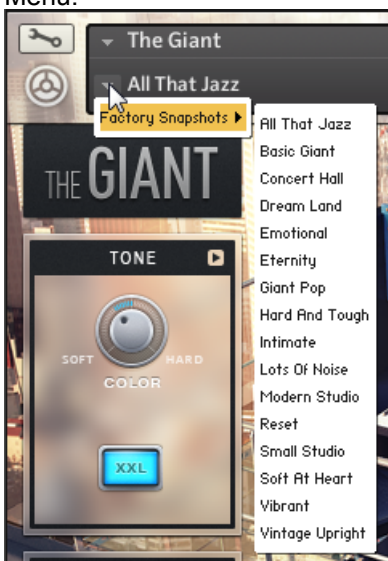 Menu:
The Giant
All That Jazz
Factory Snapshots
All That Jazz
Basic Giant
Concert Hall
Dream Land
Emotional
Eternity
Giant Pop
Hard And Tough
Intimate
Lots Of Noise
Modern Studio
Reset
Small Studio
Soft At Heart
Vibrant
Vintage Upright
THE GIANT
TONE
SOFT HARD
COLOR
XXL